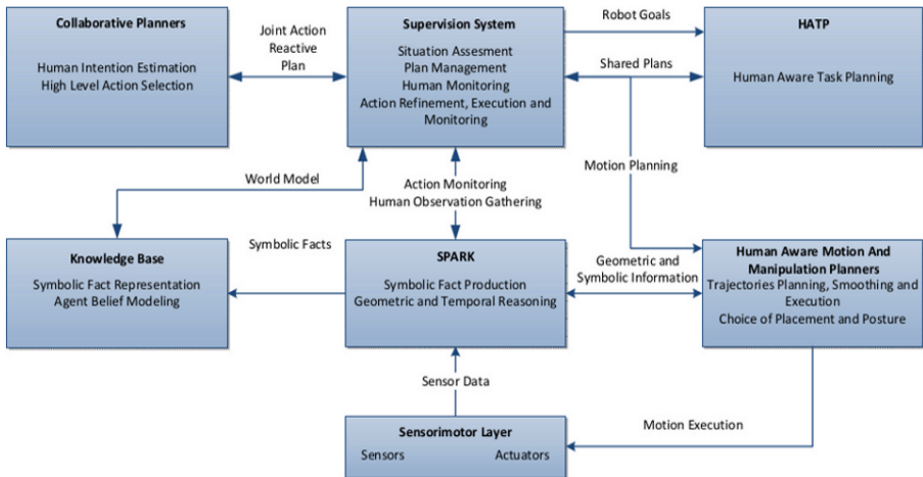 Collaborative Planners
Human Intention Estimation
High Level Action Selection
Joint Action
Reactive
Plan
Supervision System
Situation Assesment
Plan Management
Human Monitoring
Action Refinement, Execution and
Monitoring
Robot Goals
Shared Plans
HATP
Human Aware Task Planning
World Model
Action Monitoring
Human Observation Gathering
Motion Planning
Knowledge Base
Symbolic Fact Representation
Agent Belief Modeling
Symbolic Facts
SPARK
Symbolic Fact Production
Geometric and Temporal Reasoning
Geometric and
Symbolic Information
Human Aware Motion And
Manipulation Planners
Trajectories Planning, Smoothing and
Execution
Choice of Placement and Posture
Sensor Data
Motion Execution
Sensorimotor Layer
Sensors
Actuators